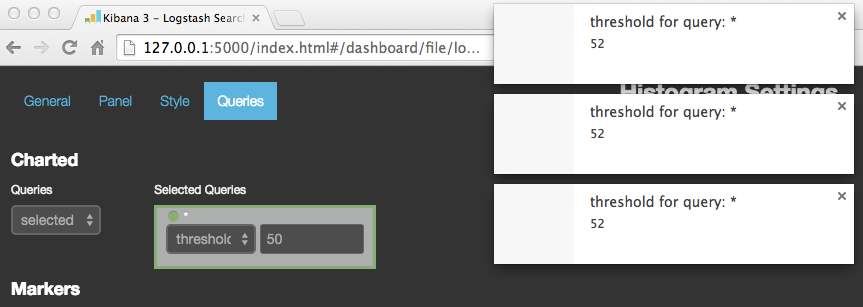 Kibana 3 – Logstash Search
127.0.0.1:5000/index.html#/dashboard/file/lo...
threshold for query: *
52
Histogram Settings
General
Panel
Style
Queries
threshold for query: *
52
Charted
Queries
Selected Queries
selected
*
threshold
50
threshold for query: *
52
Markers